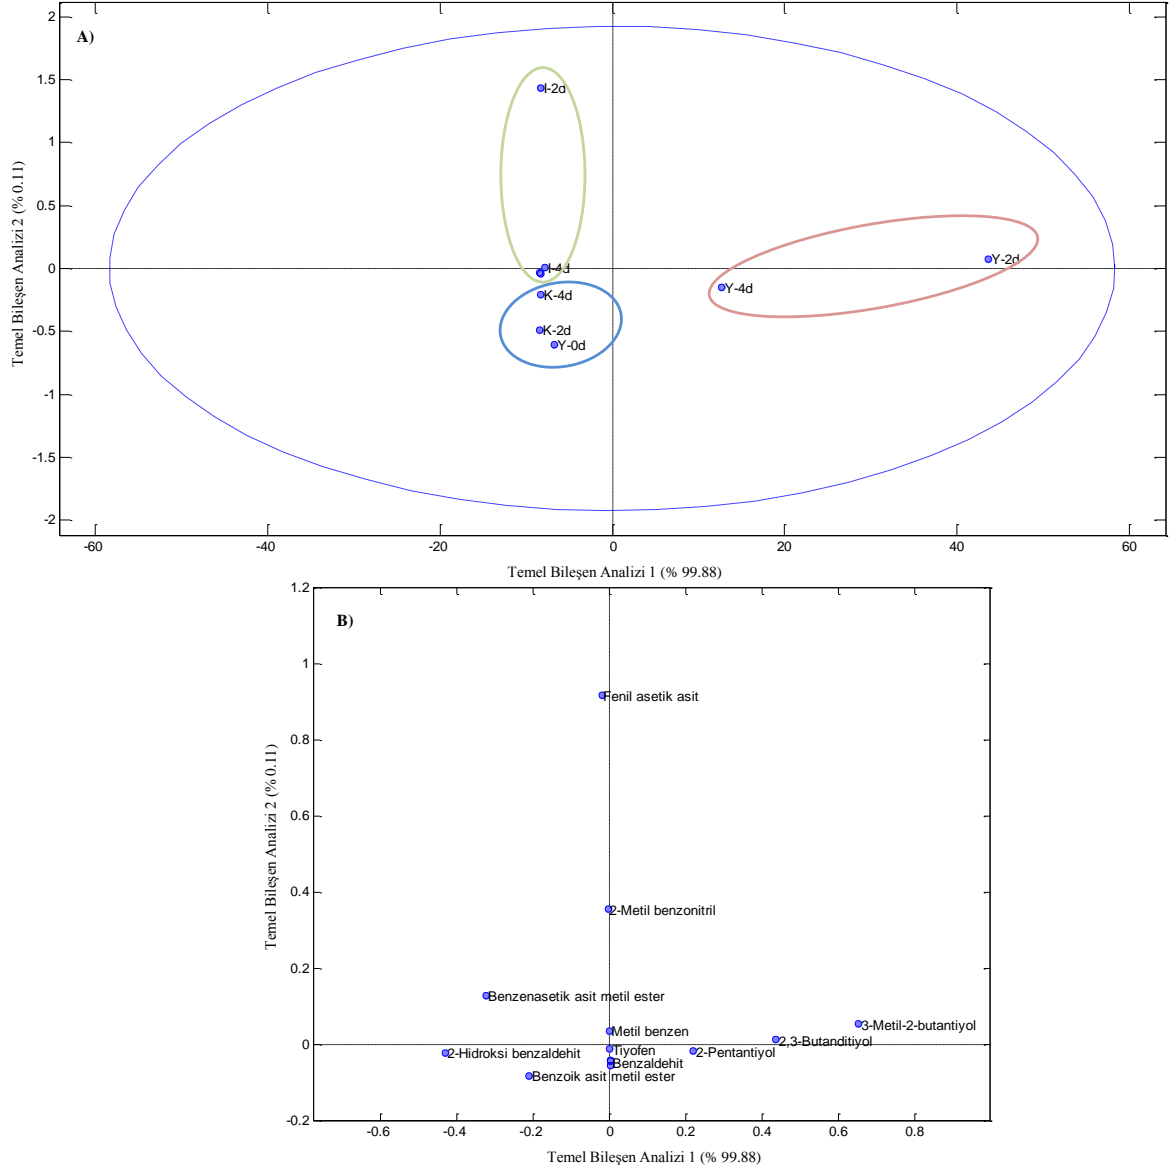 A)
2
1.5
1
0.5
0
-0.5
-1
-1.5
-2
Temel Bileşen Analizi 2 (% 0.11)
I-2d
I-4d
K-4d
K-2d
Y-0d
Y-2d
Y-4d
-60
-40
-20
0
20
40
60
Temel Bileşen Analizi 1 (% 99.88)
B)
1.2
1
0.8
0.6
0.4
0.2
0
-0.2
Temel Bileşen Analizi 2 (% 0.11)
Fenil asetik asit
2-Metil benzonitril
Benzenasetik asit metil ester
Metil benzen
3-Metil-2-butantiyol
2,3-Butanditiyol
Tiyofen
2-Pentantiyol
2-Hidroksi benzaldehit
Benzaldehit
Benzoik asit metil ester
-0.6
-0.4
-0.2
0
0.2
0.4
0.6
0.8
Temel Bileşen Analizi 1 (% 99.88)